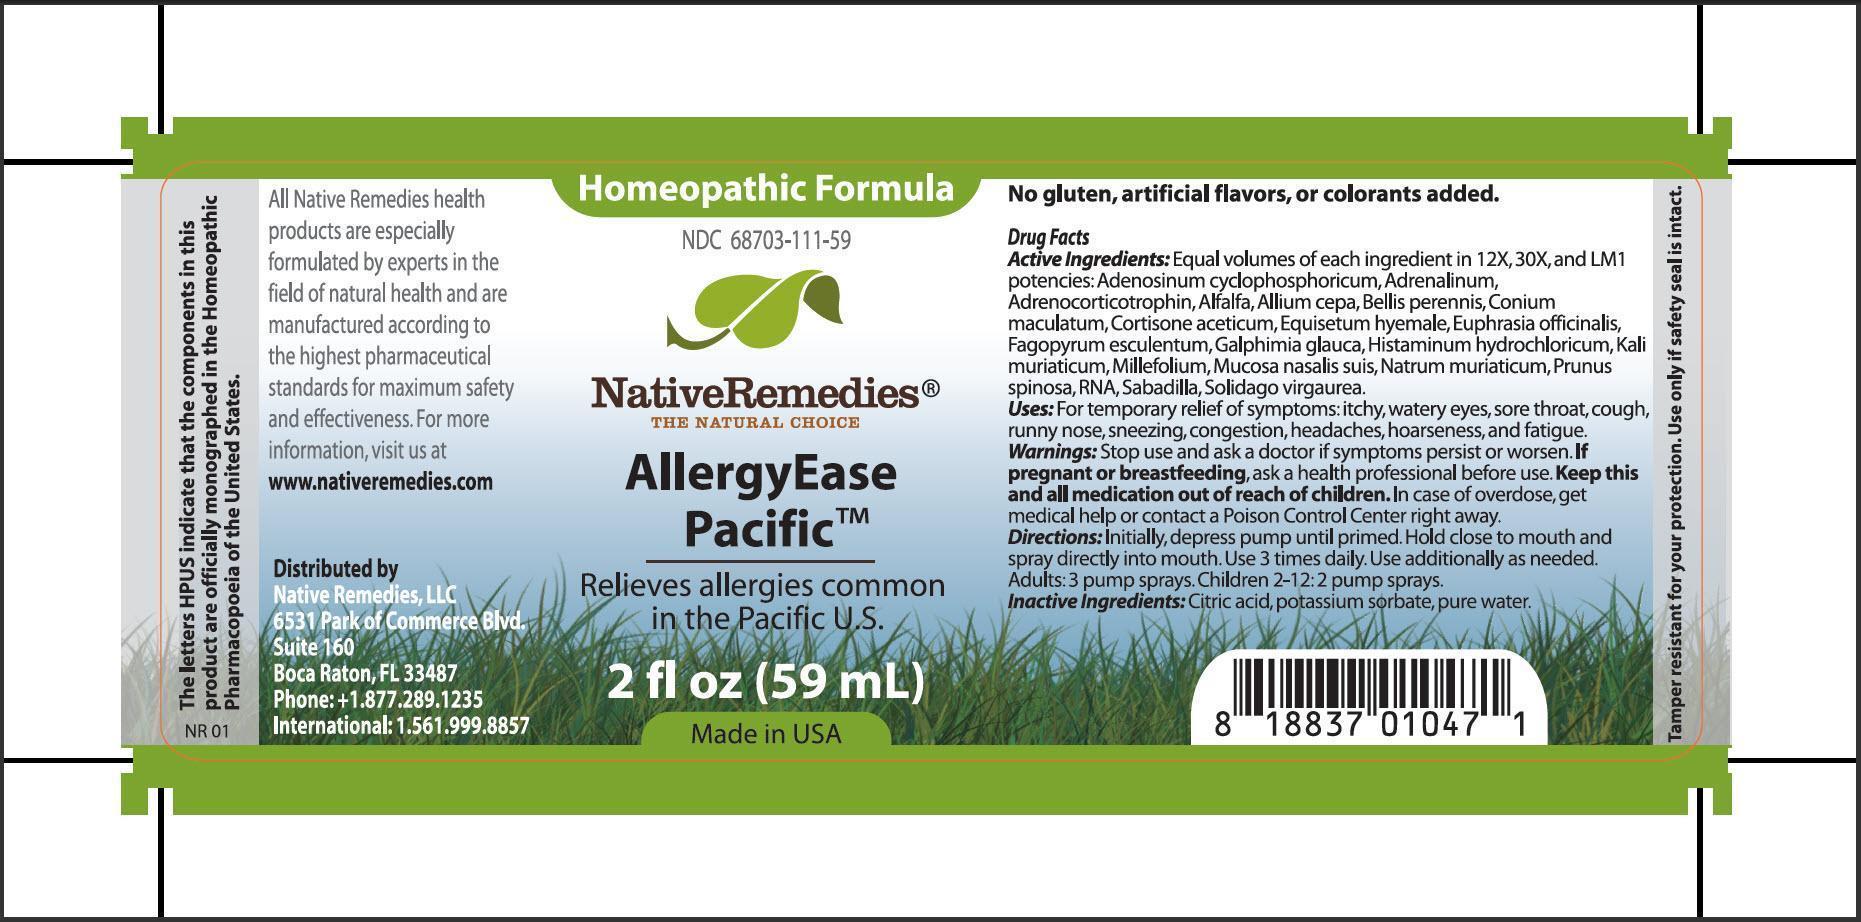 The letters HPUS indicate that the components in this
product are officially monographed in the Homeopathic
Pharmacopoeia of the United States.
NR 01
All Native Remedies health
products are especially
formulated by experts in the
field of natural health and are
manufactured according to
the highest pharmaceutical
standards for maximum safety
and effectiveness. For more
information, visit us at
www.nativeremedies.com
Distributed by
Native Remedies, LLC
6531 Park of Commerce Blvd.
Suite 160
Boca Raton, FL 33487
Phone: +1.877.289.1235
International: 1.561.999.8857
Homeopathic Formula
NDC 68703-111-59
NativeRemedies®
THE NATURAL CHOICE
AllergyEase
Pacific™
Relieves allergies common
in the Pacific U.S.
2 fl oz (59 mL)
Made in USA
No gluten, artificial flavors, or colorants added.
Drug Facts
Active Ingredients: Equal volumes of each ingredient in 12X, 30X, and LM1
potencies: Adenosinum cyclophosphoricum, Adrenalinum,
Adrenocorticotrophin, Alfalfa, Allium cepa, Bellis perennis, Conium
maculatum, Cortisone aceticum, Equisetum hyemale, Euphrasia officinalis,
Fagopyrum esculentum, Galphimia glauca, Histaminum hydrochloricum, Kali
muriaticum, Millefolium, Mucosa nasalis suis, Natrum muriaticum, Prunus
spinosa, RNA, Sabadilla, Solidago virgaurea.
Uses: For temporary relief of symptoms: itchy, watery eyes, sore throat, cough,
runny nose, sneezing, congestion, headaches, hoarseness, and fatigue.
Warnings: Stop use and ask a doctor if symptoms persist or worsen. If
pregnant or breastfeeding, ask a health professional before use. Keep this
and all medication out of reach of children. In case of overdose, get
medical help or contact a Poison Control Center right away.
Directions: Initially, depress pump until primed. Hold close to mouth and
spray directly into mouth. Use 3 times daily. Use additionally as needed.
Adults: 3 pump sprays. Children 2-12: 2 pump sprays.
Inactive Ingredients: Citric acid, potassium sorbate, pure water.
8 18837 01047 1
Tamper resistant for your protection. Use only if safety seal is intact.